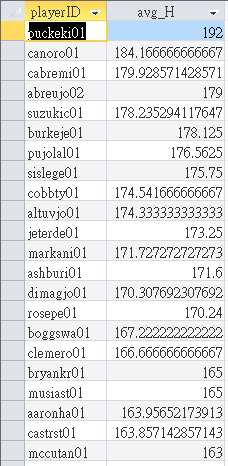 playerID avg_H
puckeki01 192
canoro01 184.166666666667
cabremi01 179.928571428571
abreujo02 179
suzukic01 178.235294117647
burkeje01 178.125
pujolal01 176.5625
sislege01 175.75
cobbty01 174.541666666667
altuvjo01 174.333333333333
jeterde01 173.25
markani01 171.727272727273
ashburi01 171.6
dimagjo01 170.307692307692
rosepe01 170.24
boggswa01 167.222222222222
clemero01 166.666666666667
bryankr01 165
musiast01 165
aaronha01 163.95652173913
castrst01 163.857142857143
mccutan01 163